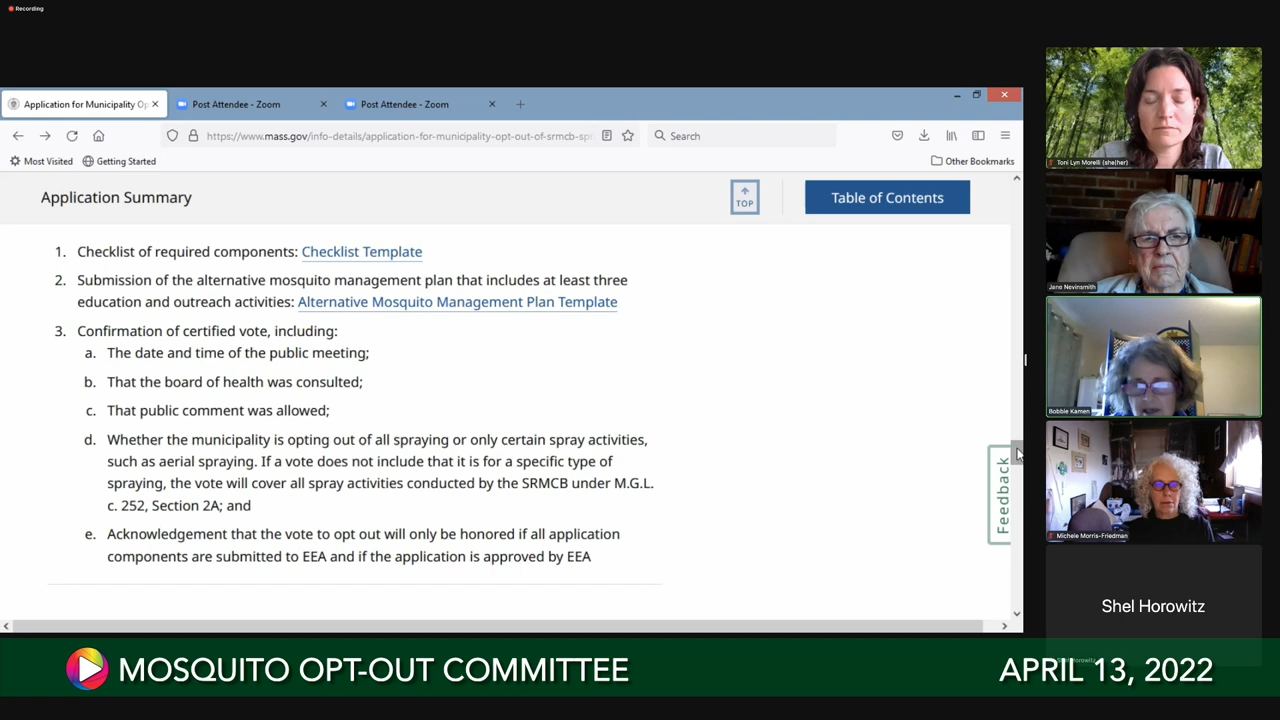 Recording
Application for Municipality Op
Post Attendee - Zoom
Post Attendee - Zoom
https://www.mass.gov/info-details/application-for-municipality-opt-out-of-srmcb-spr
Search
Most Visited
Getting Started
Other Bookmarks
Application Summary
TOP
Table of Contents
1. Checklist of required components: Checklist Template
2. Submission of the alternative mosquito management plan that includes at least three
education and outreach activities: Alternative Mosquito Management Plan Template
3. Confirmation of certified vote, including:
a. The date and time of the public meeting;
b. That the board of health was consulted;
c. That public comment was allowed;
d. Whether the municipality is opting out of all spraying or only certain spray activities,
such as aerial spraying. If a vote does not include that it is for a specific type of
spraying, the vote will cover all spray activities conducted by the SRMCB under M.G.L.
c. 252, Section 2A; and
e. Acknowledgement that the vote to opt out will only be honored if all application
components are submitted to EEA and if the application is approved by EEA
Feedback
Toni Lyn Morelli (she|her)
Jane Nevinsmith
Bobbie Kamen
Michele Morris-Friedman
Shel Horowitz
Shel Horowitz
MOSQUITO OPT-OUT COMMITTEE
APRIL 13, 2022